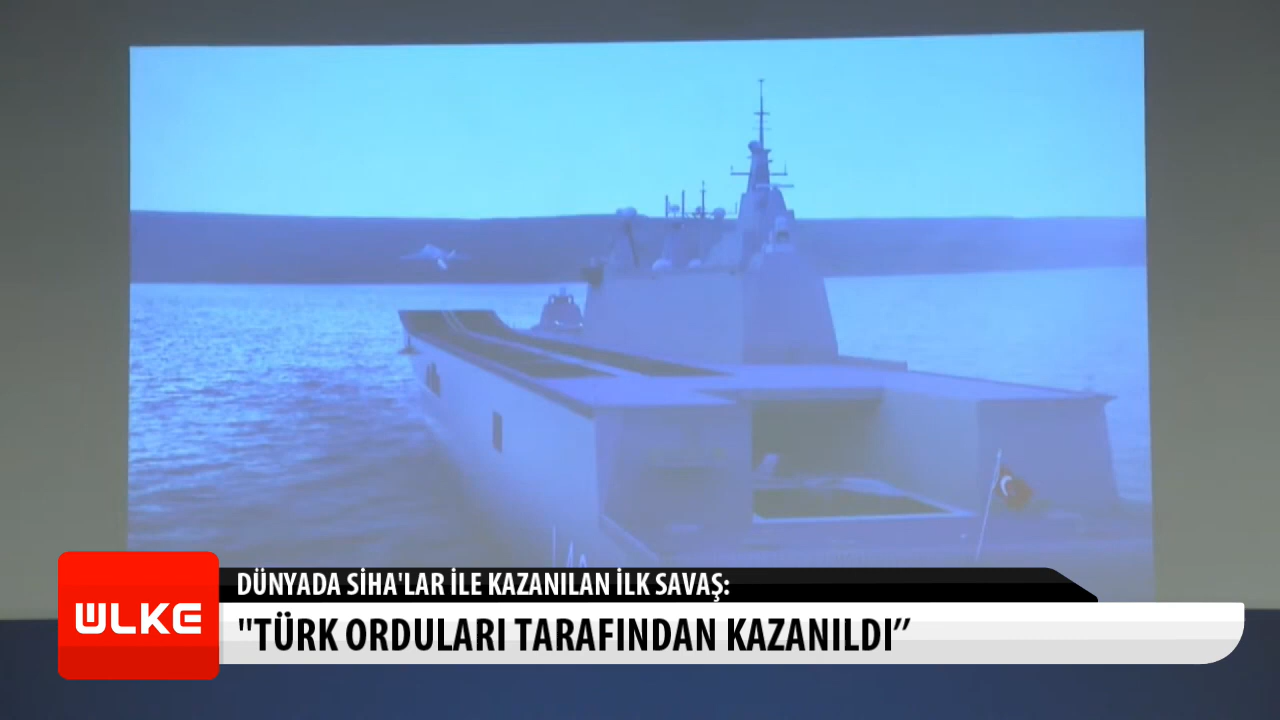 DÜNYADA SİHA'LAR İLE KAZANILAN İLK SAVAŞ:
ÜLKE
"TÜRK ORDULARI TARAFINDAN KAZANILDI”